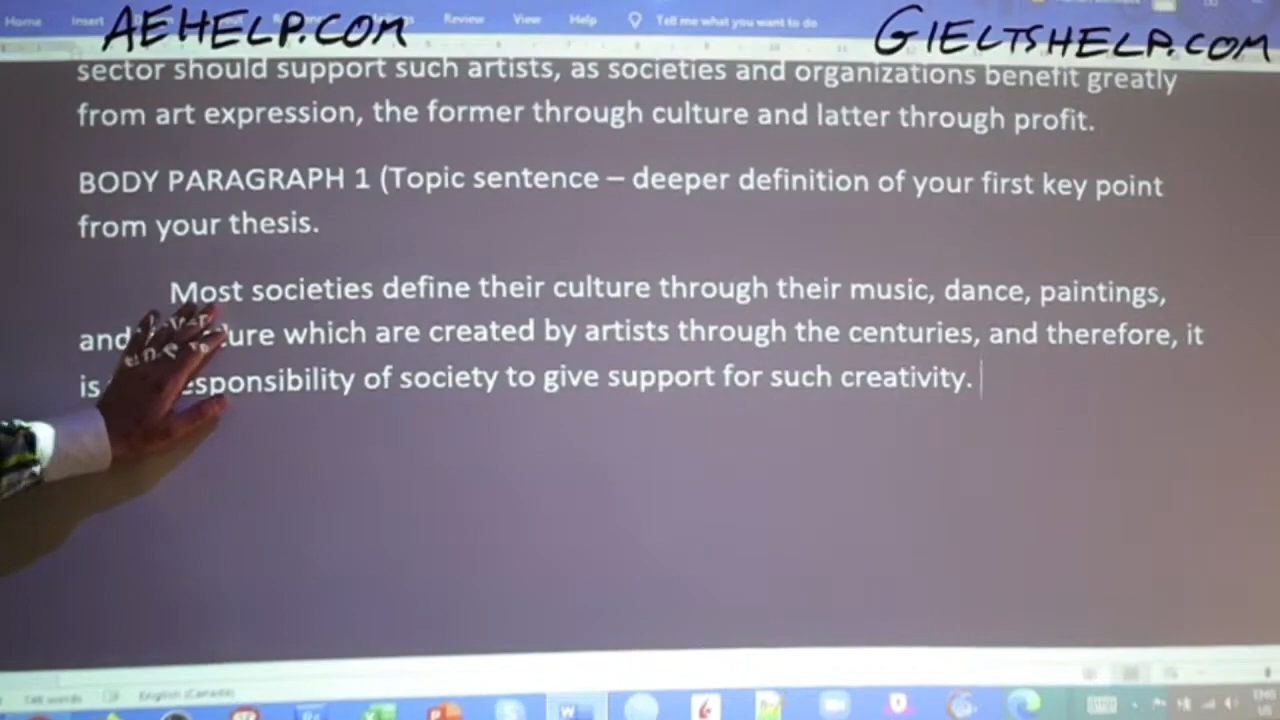 Home Insert Review View Help Tell me what you want to do
AEHELP.COM
GIELTSHELP.COM
sector should support such artists, as societies and organizations benefit greatly
from art expression, the former through culture and latter through profit.
BODY PARAGRAPH 1 (Topic sentence – deeper definition of your first key point
from your thesis.
Most societies define their culture through their music, dance, paintings,
and which are created by artists through the centuries, and therefore, it
is responsibility of society to give support for such creativity.
English (Canada)
ENG
US